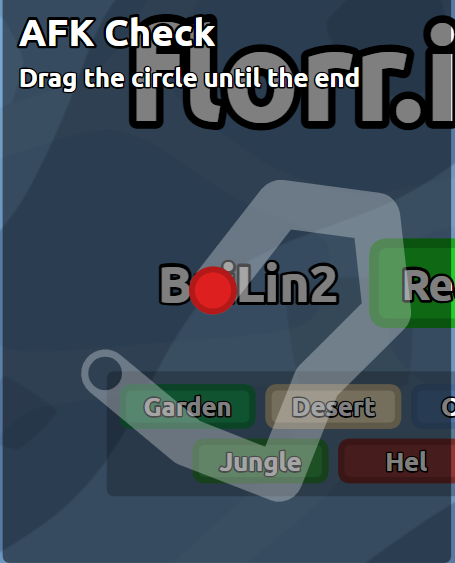 AFK Check
florr.i
Drag the circle until the end
Lin2
Re
Garden
Desert
Jungle
Hel